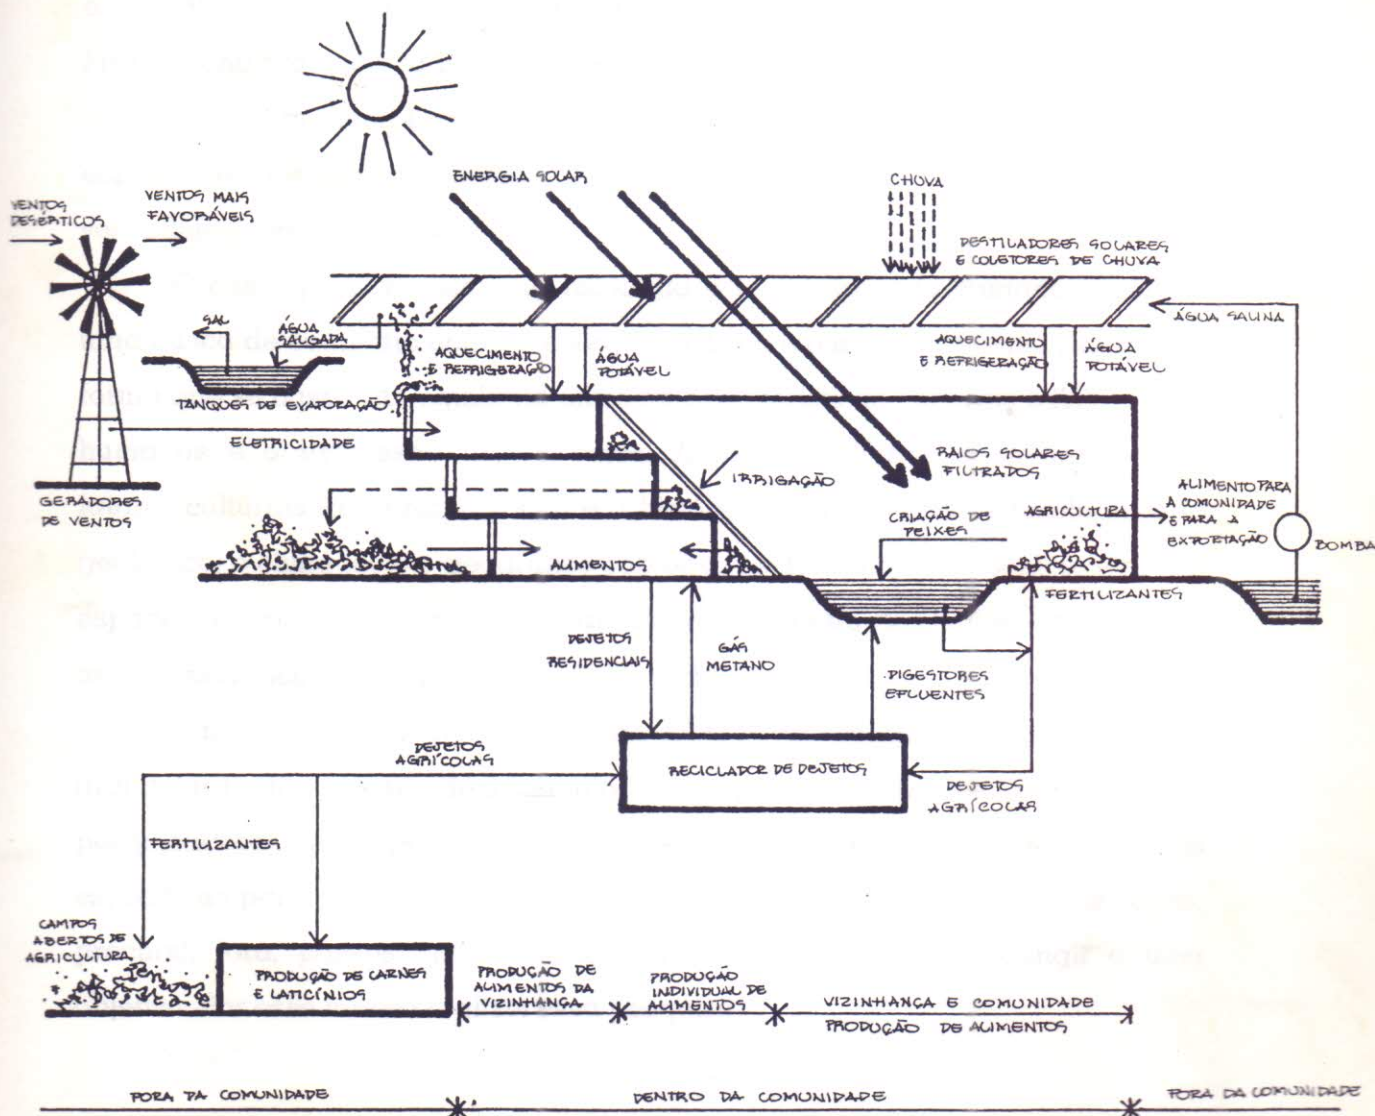 ENERGIA SOLAR
CHUVA
VENTOS
DESÉRTICOS
VENTOS MAIS
FAVORÁVEIS
DESTILADORES SOLARES
E COLETORES DE CHUVA
ÁGUA SALINA
SAL
ÁGUA
SALGADA
TANQUES DE EVAPORAÇÃO
AQUECIMENTO
E REFRIGERAÇÃO
ÁGUA
POTÁVEL
AQUECIMENTO
E REFRIGERAÇÃO
ÁGUA
POTÁVEL
ELETRICIDADE
GERADORES
DE VENTOS
IRRIGAÇÃO
RAIOS SOLARES
FILTRADOS
CRIAÇÃO DE
PEIXES
AGRICULTURA
ALIMENTO PARA
A COMUNIDADE
E PARA A
EXPORTAÇÃO
BOMBA
ALIMENTOS
FERTILIZANTES
DEJETOS
RESIDENCIAIS
GÁS
METANO
DIGESTORES
EFLUENTES
DEJETOS
AGRÍCOLAS
RECICLADOR DE DEJETOS
DEJETOS
AGRÍCOLAS
FERTILIZANTES
CAMPOS
ABERTOS DE
AGRICULTURA
PRODUÇÃO DE CARNES
E LATICÍNIOS
PRODUÇÃO DE
ALIMENTOS DA
VIZINHANÇA
PRODUÇÃO
INDIVIDUAL DE
ALIMENTOS
VIZINHANÇA E COMUNIDADE
PRODUÇÃO DE ALIMENTOS
FORA DA COMUNIDADE
DENTRO DA COMUNIDADE
FORA DA COMUNIDADE